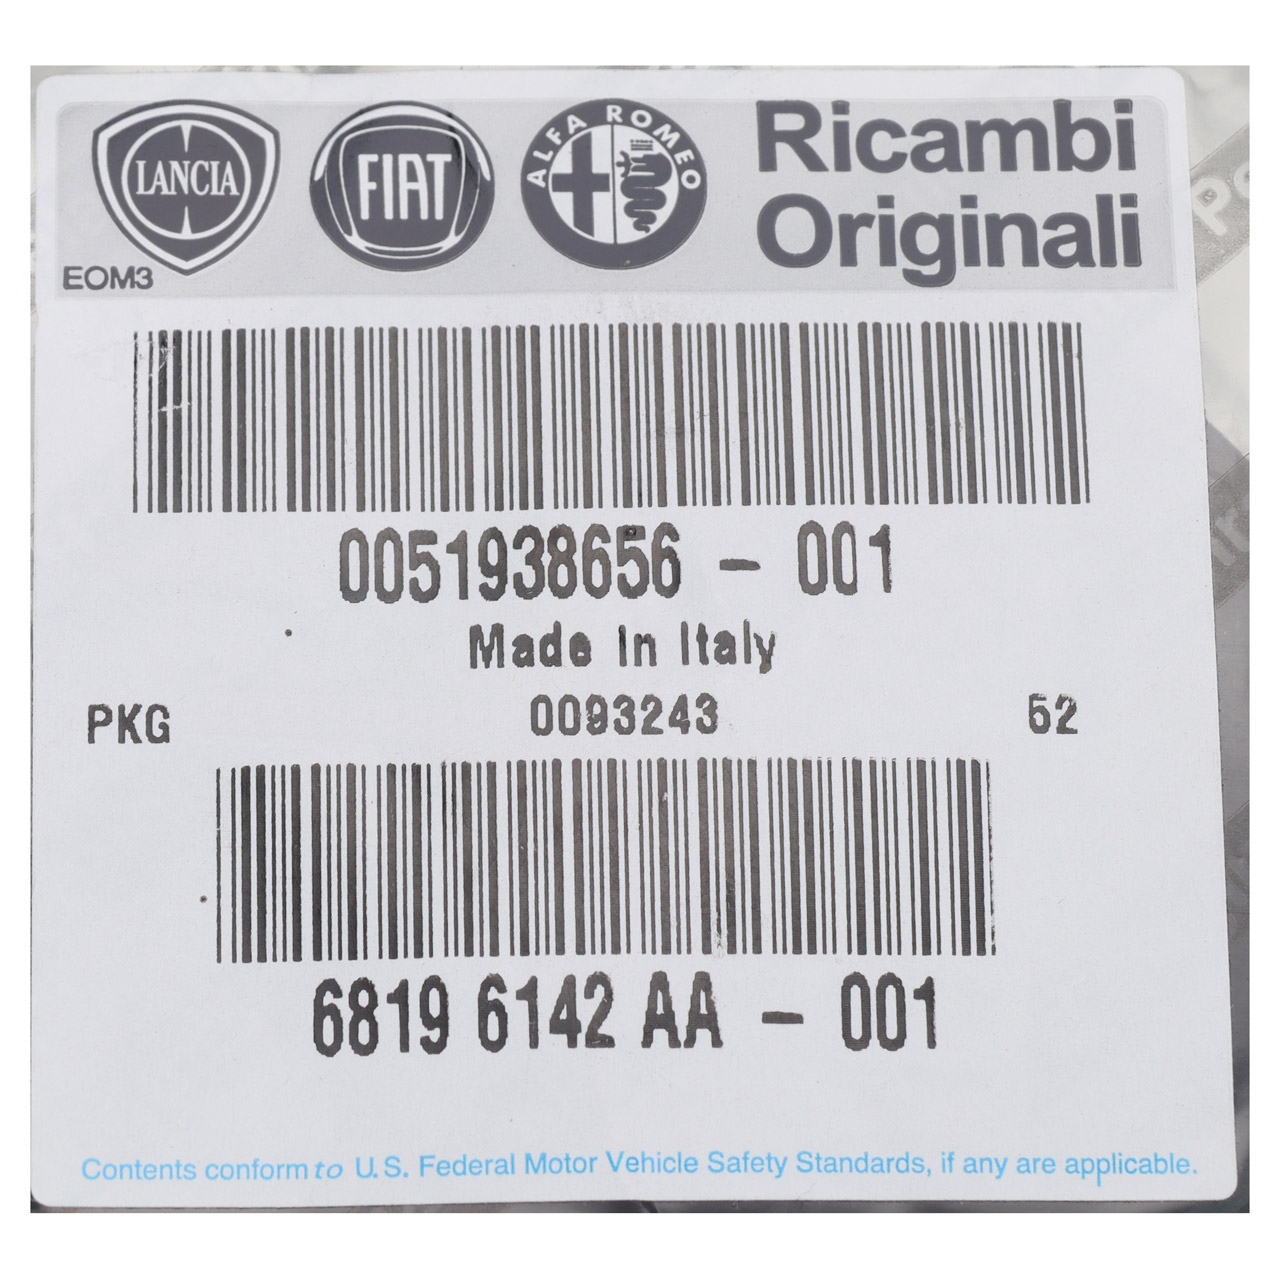 LANCIA
FIAT
ALFA ROMEO
Ricambi
Originali
EOM3
0051938656 - 001
Made In Italy
PKG 0093243 52
6819 6142 AA - 001
Contents conform to U.S. Federal Motor Vehicle Safety Standards, if any are applicable.